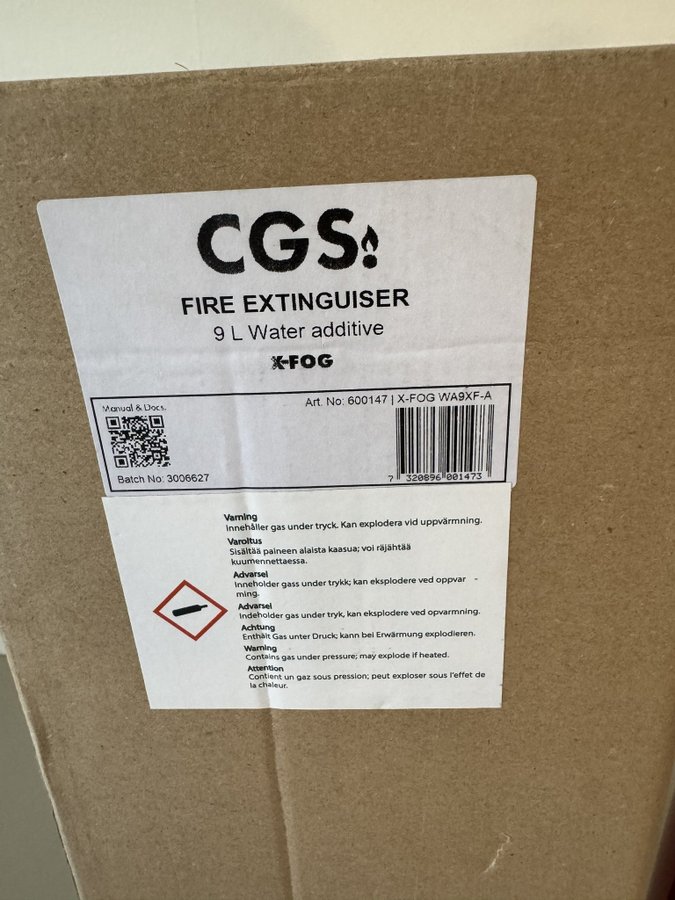 CGS
FIRE EXTINGUISER
9 L Water additive
X-FOG
Manual & Docs.
Art. No: 600147 | X-FOG WA9XF-A
Batch No: 3006627
7 320896 001473
Varning
Innehåller gas under tryck. Kan explodera vid uppvärmning.
Varoitus
Sisältää paineen alaista kaasua; voi räjähtää
kuumennettaessa.
Advarsel
Inneholder gass under trykk; kan eksplodere ved oppvar -
ming.
Advarsel
Indeholder gas under tryk, kan eksplodere ved opvarmning.
Achtung
Enthält Gas unter Druck; kann bei Erwärmung explodieren.
Warning
Contains gas under pressure; may explode if heated.
Attention
Contient un gaz sous pression; peut exploser sous l'effet de
la chaleur.